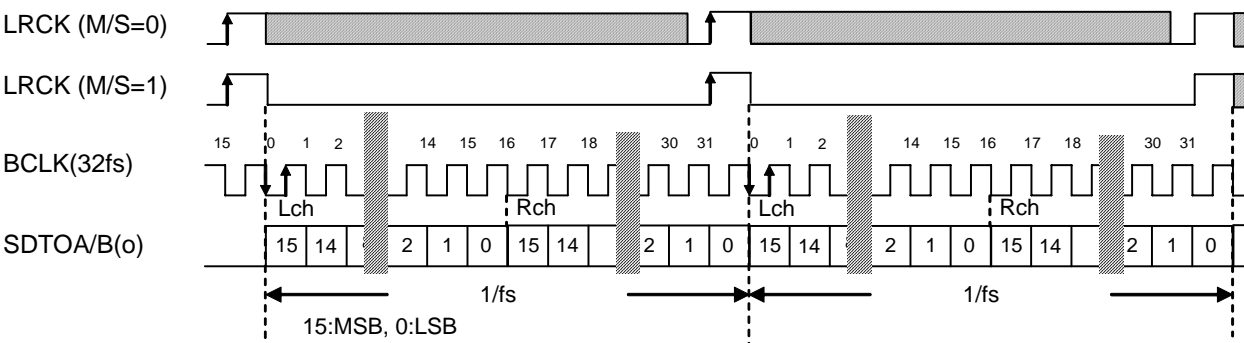 LRCK (M/S=0)
LRCK (M/S=1)
15 0 1 2 14 15 16 17 18 30 31 0 1 2 14 15 16 17 18 30 31
BCLK(32fs)
Lch Rch Lch Rch
SDTOA/B(o) 15 14 2 1 0 15 14 2 1 0 15 14 2 1 0 15 14 2 1 0
1/fs 1/fs
15:MSB, 0:LSB